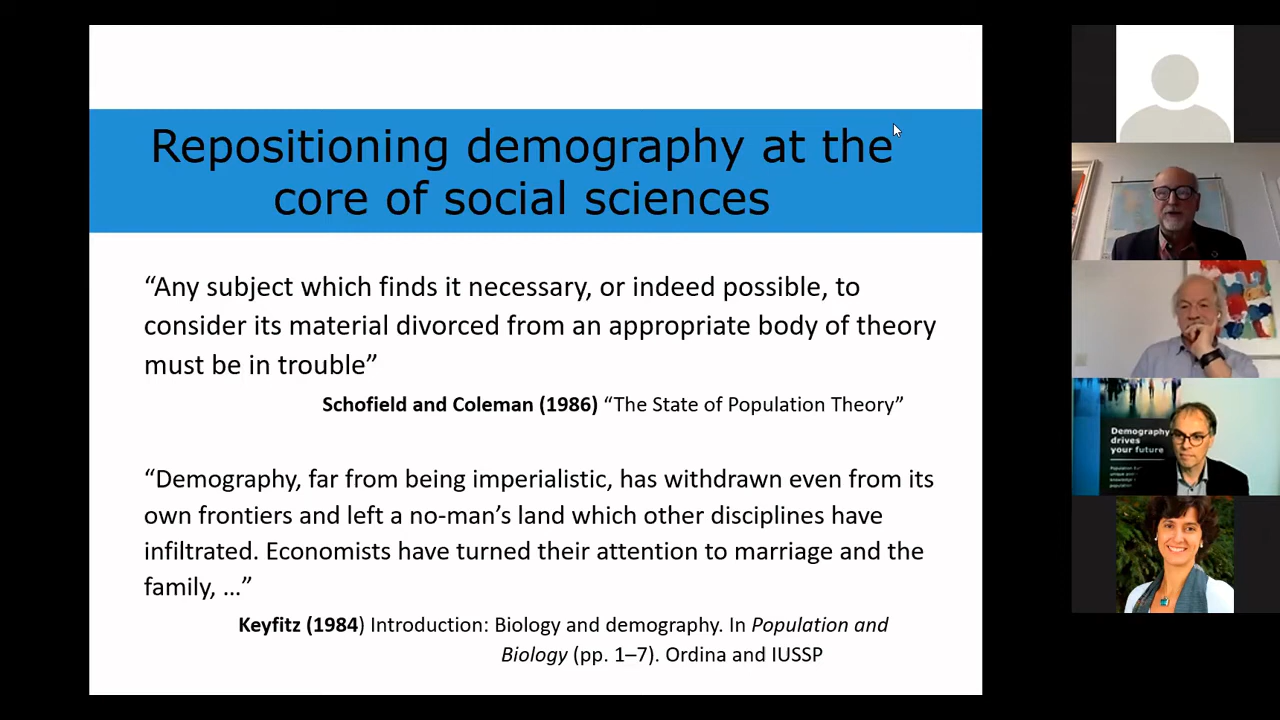 Repositioning demography at the
core of social sciences
“Any subject which finds it necessary, or indeed possible, to
consider its material divorced from an appropriate body of theory
must be in trouble”
Schofield and Coleman (1986) “The State of Population Theory”
“Demography, far from being imperialistic, has withdrawn even from its
own frontiers and left a no-man’s land which other disciplines have
infiltrated. Economists have turned their attention to marriage and the
family, …”
Keyfitz (1984) Introduction: Biology and demography. In Population and
Biology (pp. 1–7). Ordina and IUSSP
Demography
drives
your future